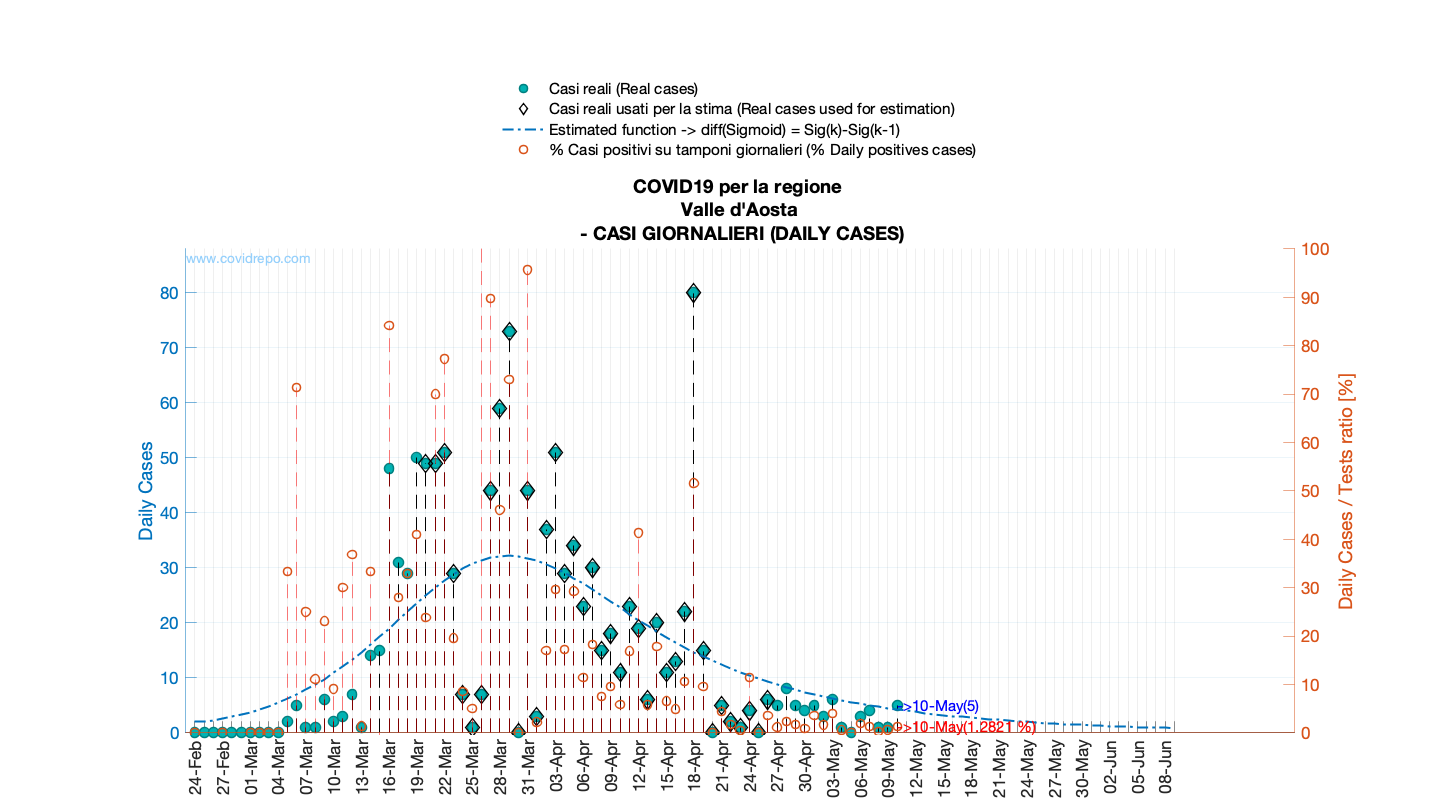 Casi reali (Real cases)
Casi reali usati per la stima (Real cases used for estimation)
Estimated function -> diff(Sigmoid) = Sig(k)-Sig(k-1)
% Casi positivi su tamponi giornalieri (% Daily positives cases)
COVID19 per la regione
Valle d'Aosta
- CASI GIORNALIERI (DAILY CASES)
www.covidrepo.com
Daily Cases
80
70
60
50
40
30
20
10
0
100
90
80
70
60
50
40
30
20
10
0
Daily Cases / Tests ratio [%]
>10-May(5)
>10-May(1.2821 %)
24-Feb
27-Feb
01-Mar
04-Mar
07-Mar
10-Mar
13-Mar
16-Mar
19-Mar
22-Mar
25-Mar
28-Mar
31-Mar
03-Apr
06-Apr
09-Apr
12-Apr
15-Apr
18-Apr
21-Apr
24-Apr
27-Apr
30-Apr
03-May
06-May
09-May
12-May
15-May
18-May
21-May
24-May
27-May
30-May
02-Jun
05-Jun
08-Jun